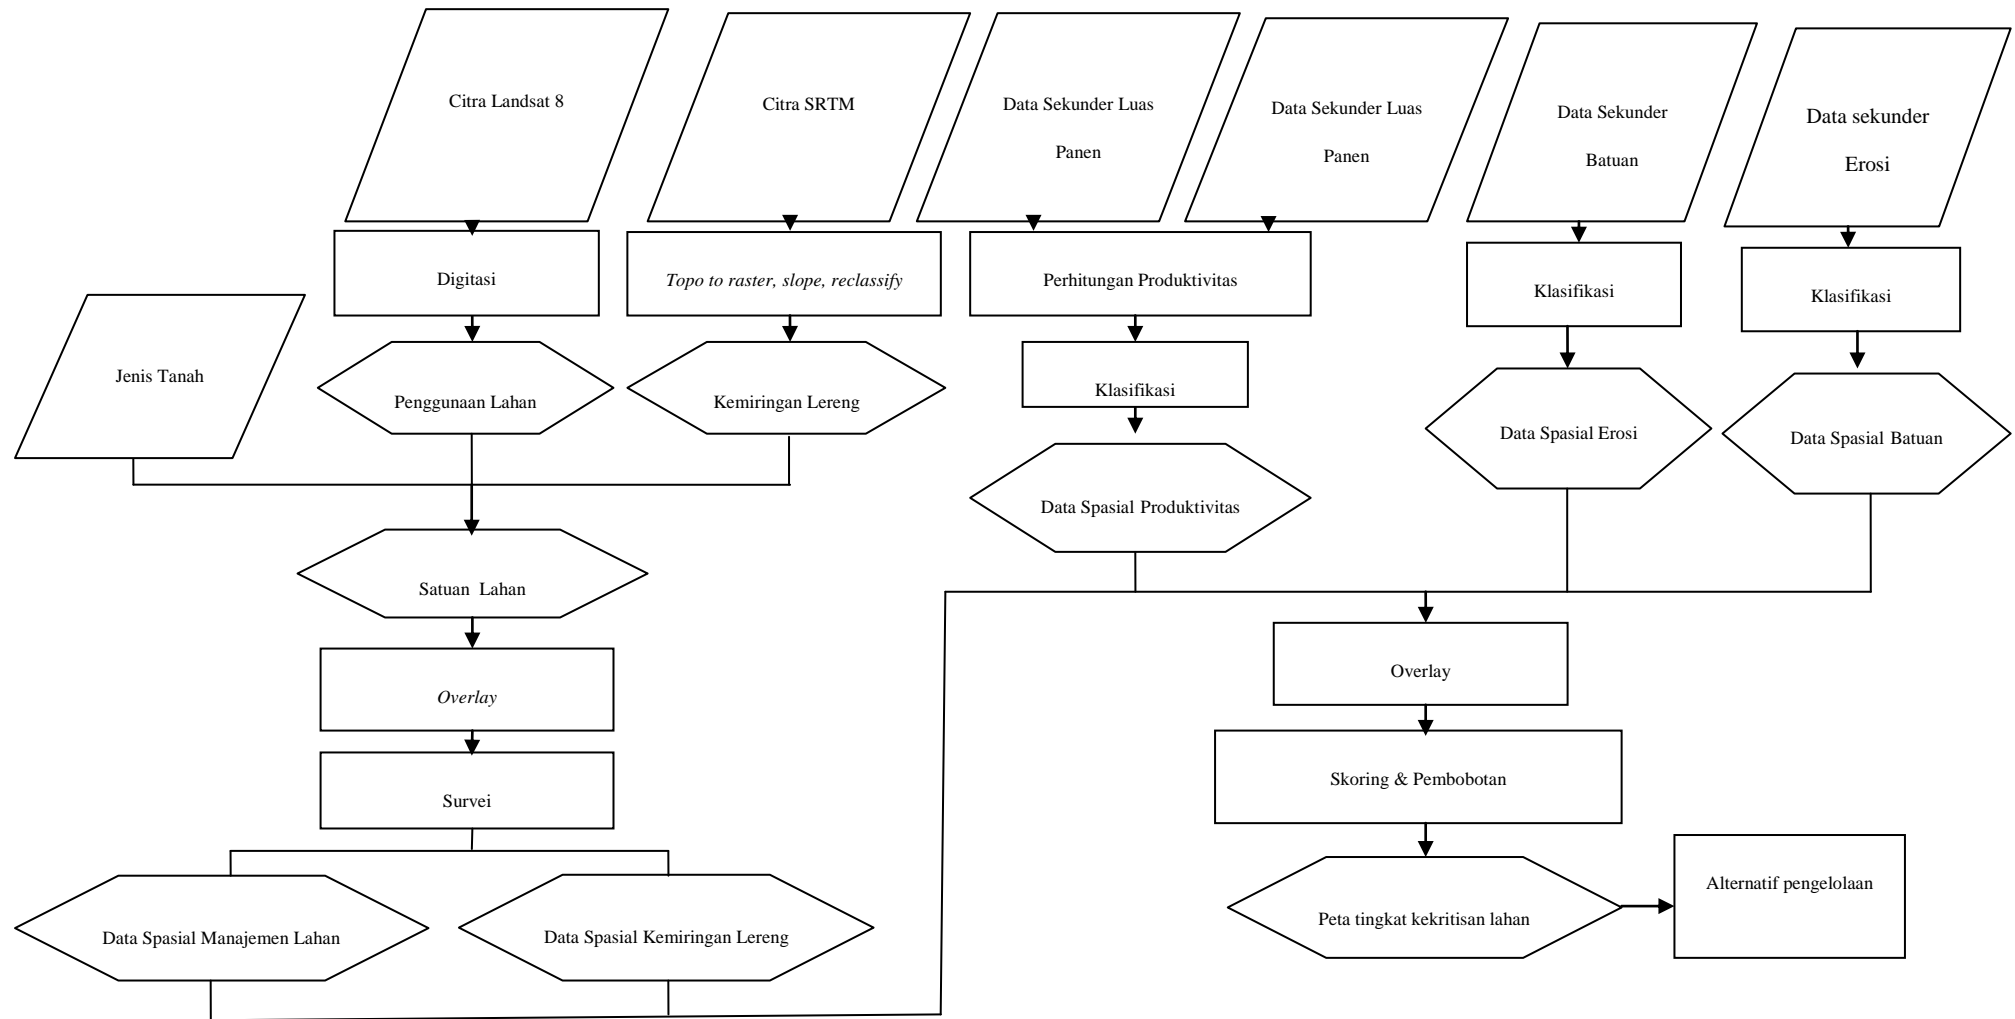 Citra Landsat 8
Citra SRTM
Data Sekunder Luas
Panen
Data Sekunder Luas
Panen
Data Sekunder
Batuan
Data sekunder
Erosi
Digitasi
Topo to raster, slope, reclassify
Perhitungan Produktivitas
Klasifikasi
Klasifikasi
Jenis Tanah
Penggunaan Lahan
Kemiringan Lereng
Klasifikasi
Data Spasial Erosi
Data Spasial Batuan
Data Spasial Produktivitas
Satuan Lahan
Overlay
Overlay
Survei
Skoring & Pembobotan
Data Spasial Manajemen Lahan
Data Spasial Kemiringan Lereng
Peta tingkat kekritisan lahan
Alternatif pengelolaan